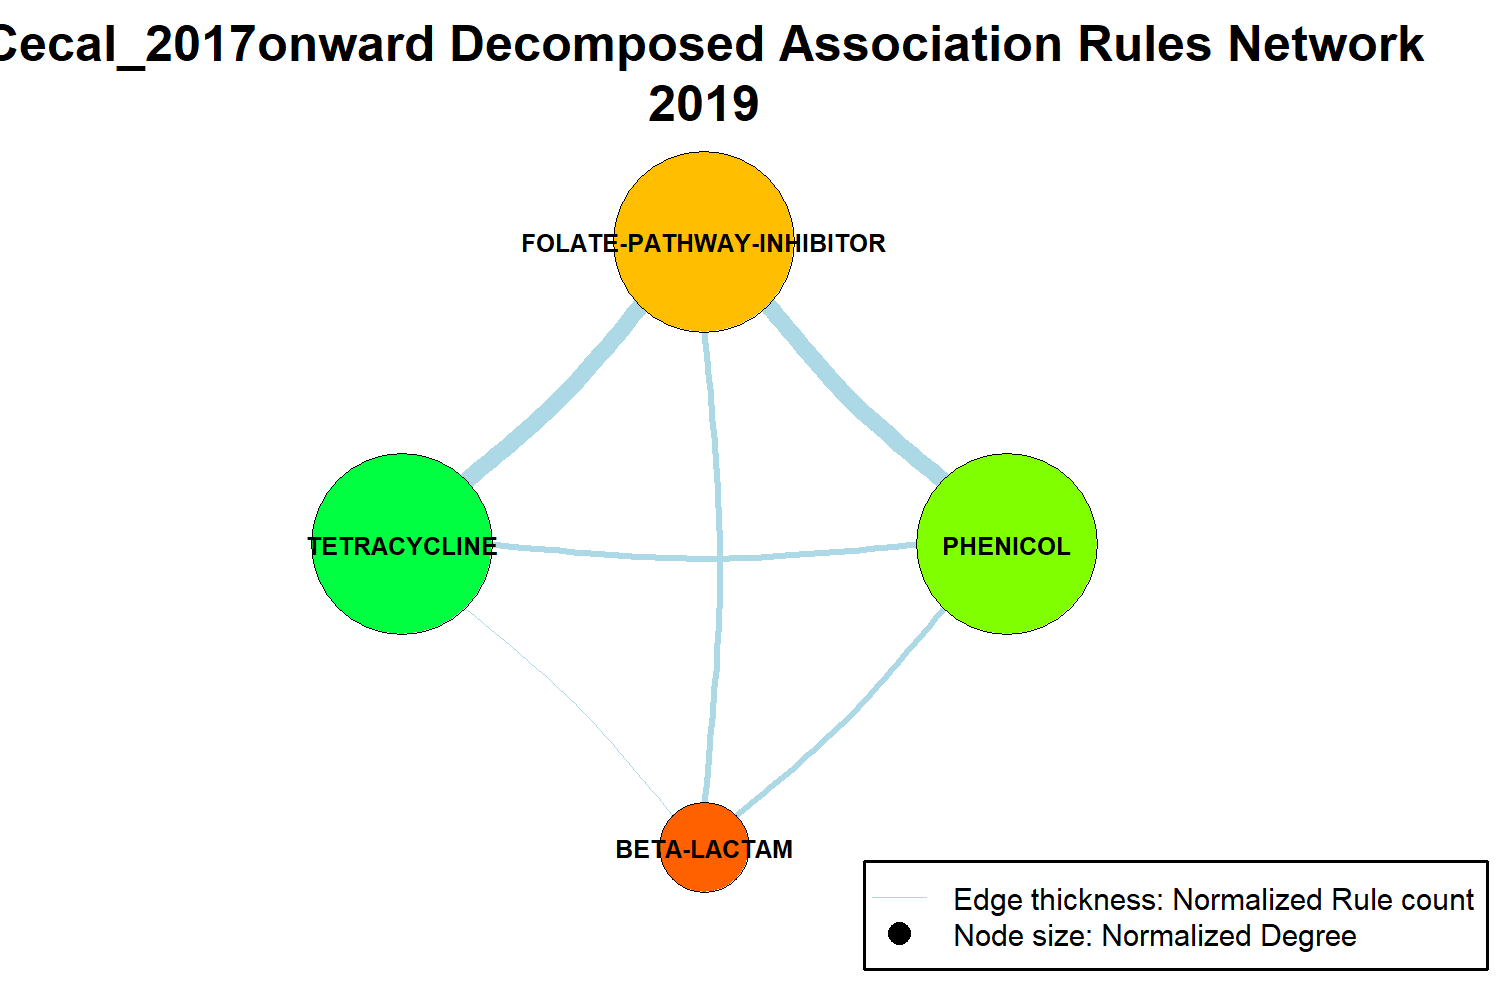 Cecal_2017onward Decomposed Association Rules Network
2019
FOLATE-PATHWAY-INHIBITOR
TETRACYCLINE
PHENICOL
BETA-LACTAM
Edge thickness: Normalized Rule count
Node size: Normalized Degree